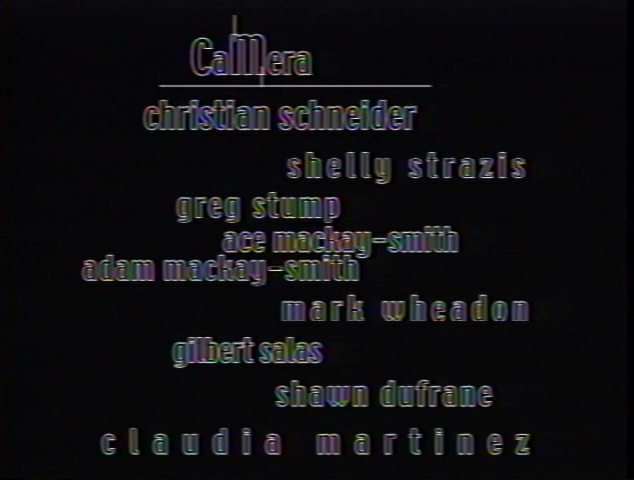 CaMera
christian schneider
shelly strazis
greg stump
ace mackay-smith
adam mackay-smith
mark wheadon
gilbert salas
shawn dufrane
claudia martinez